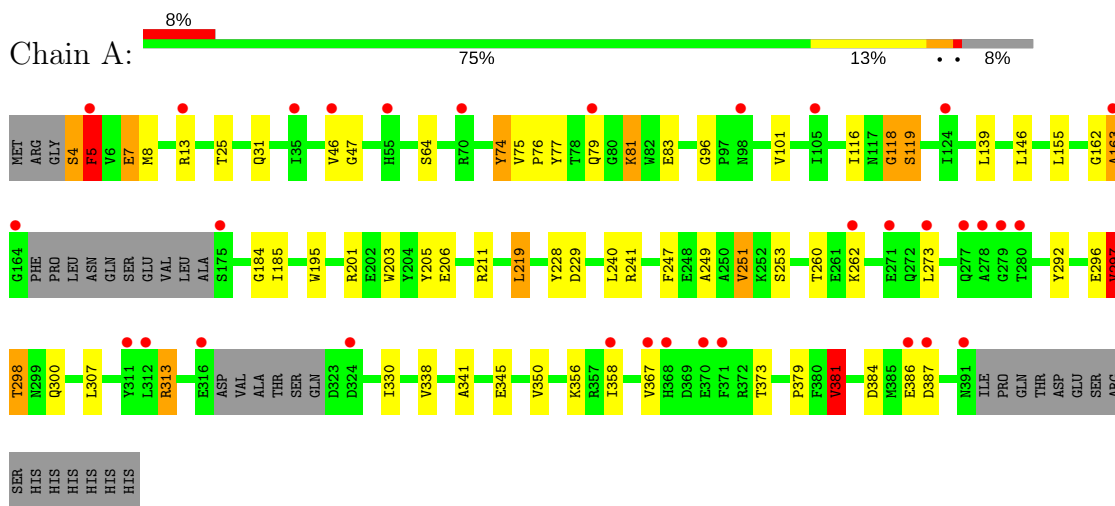 8%
Chain A:
75% 13% • • 8%
MET ARG GLY S4 F5 V6 E7 M8 R13 T25 Q31 I35 V46 G47 H55 S64 R70 Y74 V75 P76 Y77 T78 Q79 G80 K81 W82 E83 G96 P97 N98 V101 I105 I116 N117 G118 S119 I124 L139 L146 L155 G162 A163
G164 PHE PRO LEU ASN GLN SER GLU VAL LEU ALA S175 G184 I185 W195 R201 E202 W203 Y204 Y205 E206 R211 L219 Y228 D229 L240 R241 F247 E248 A249 A250 V251 K252 S253 T260 E261 K262 E271 Q272 L273 Q277 A278 G279 T280 Y292 E296 V297
T298 N299 Q300 L307 Y311 L312 R313 E316 ASP VAL ALA THR SER GLN D323 D324 I330 V338 A341 E345 V350 K356 R357 I358 V367 H368 D369 E370 F371 R372 T373 P379 F380 V381 D384 M385 E386 D387 N391 ILE PRO GLN THR ASP GLU SER ARG
SER HIS HIS HIS HIS HIS HIS